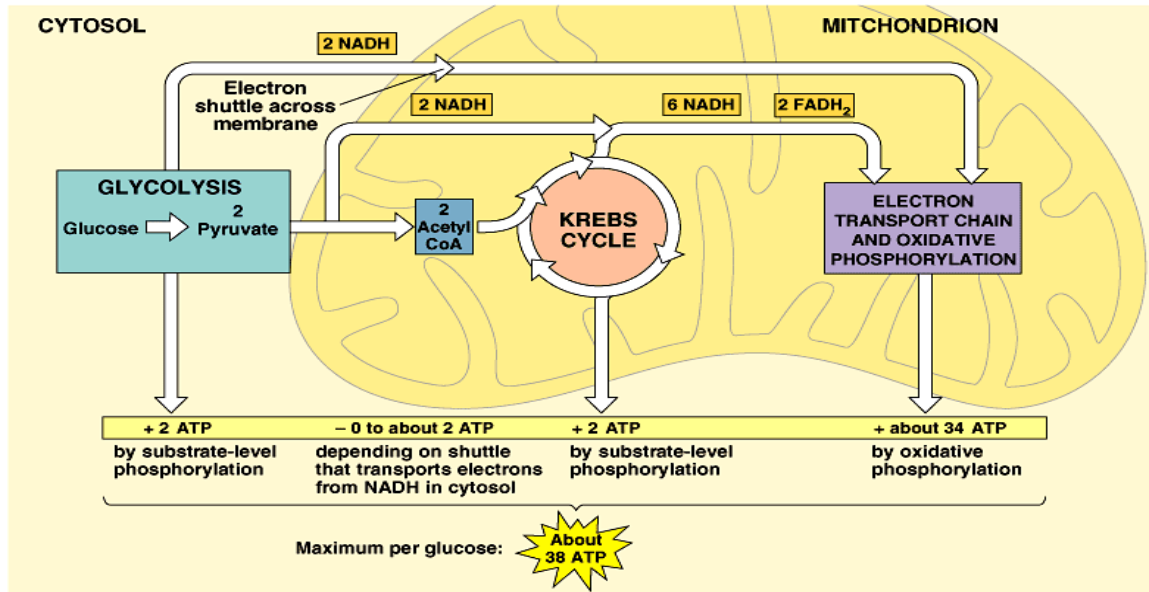 CYTOSOL
MITCHONDRION
2 NADH
Electron
shuttle across
membrane
2 NADH
6 NADH
2 FADH₂
GLYCOLYSIS
Glucose
2
Pyruvate
2
Acetyl
CoA
KREBS
CYCLE
ELECTRON
TRANSPORT CHAIN
AND OXIDATIVE
PHOSPHORYLATION
+ 2 ATP
by substrate-level
phosphorylation
– 0 to about 2 ATP
depending on shuttle
that transports electrons
from NADH in cytosol
+ 2 ATP
by substrate-level
phosphorylation
+ about 34 ATP
by oxidative
phosphorylation
Maximum per glucose:
About
38 ATP